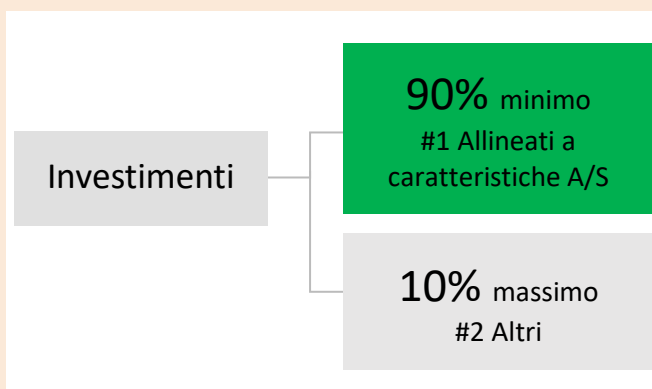 Investimenti
90% minimo
#1 Allineati a
caratteristiche A/S
10% massimo
#2 Altri